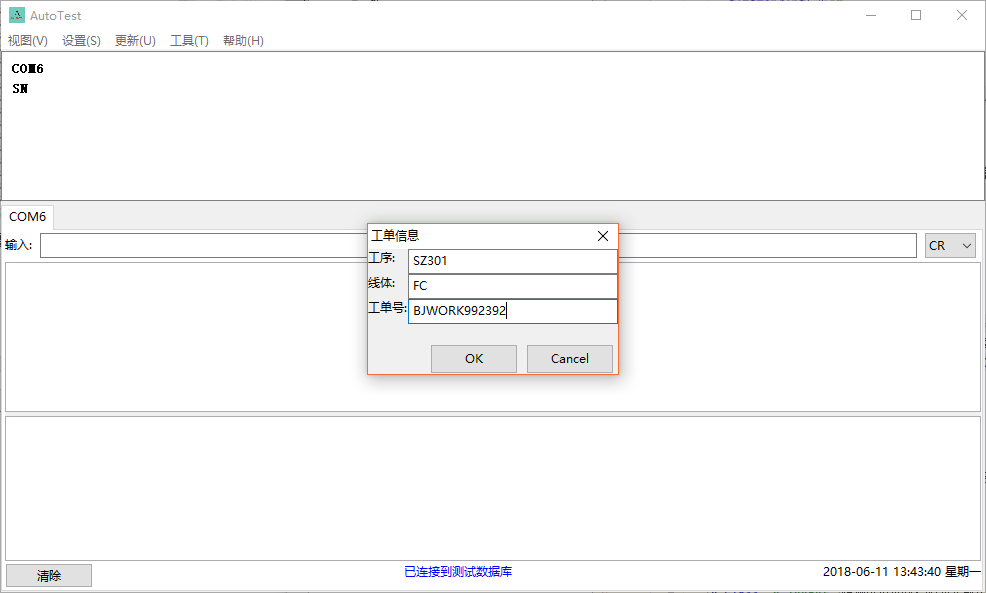 AutoTest
视图(V) 设置(S) 更新(U) 工具(T) 帮助(H)
COM6
SN
COM6
输入:
CR
工单信息
工序: SZ301
线体: FC
工单号: BJWORK992392
OK Cancel
清除 已连接到测试数据库 2018-06-11 13:43:40 星期一